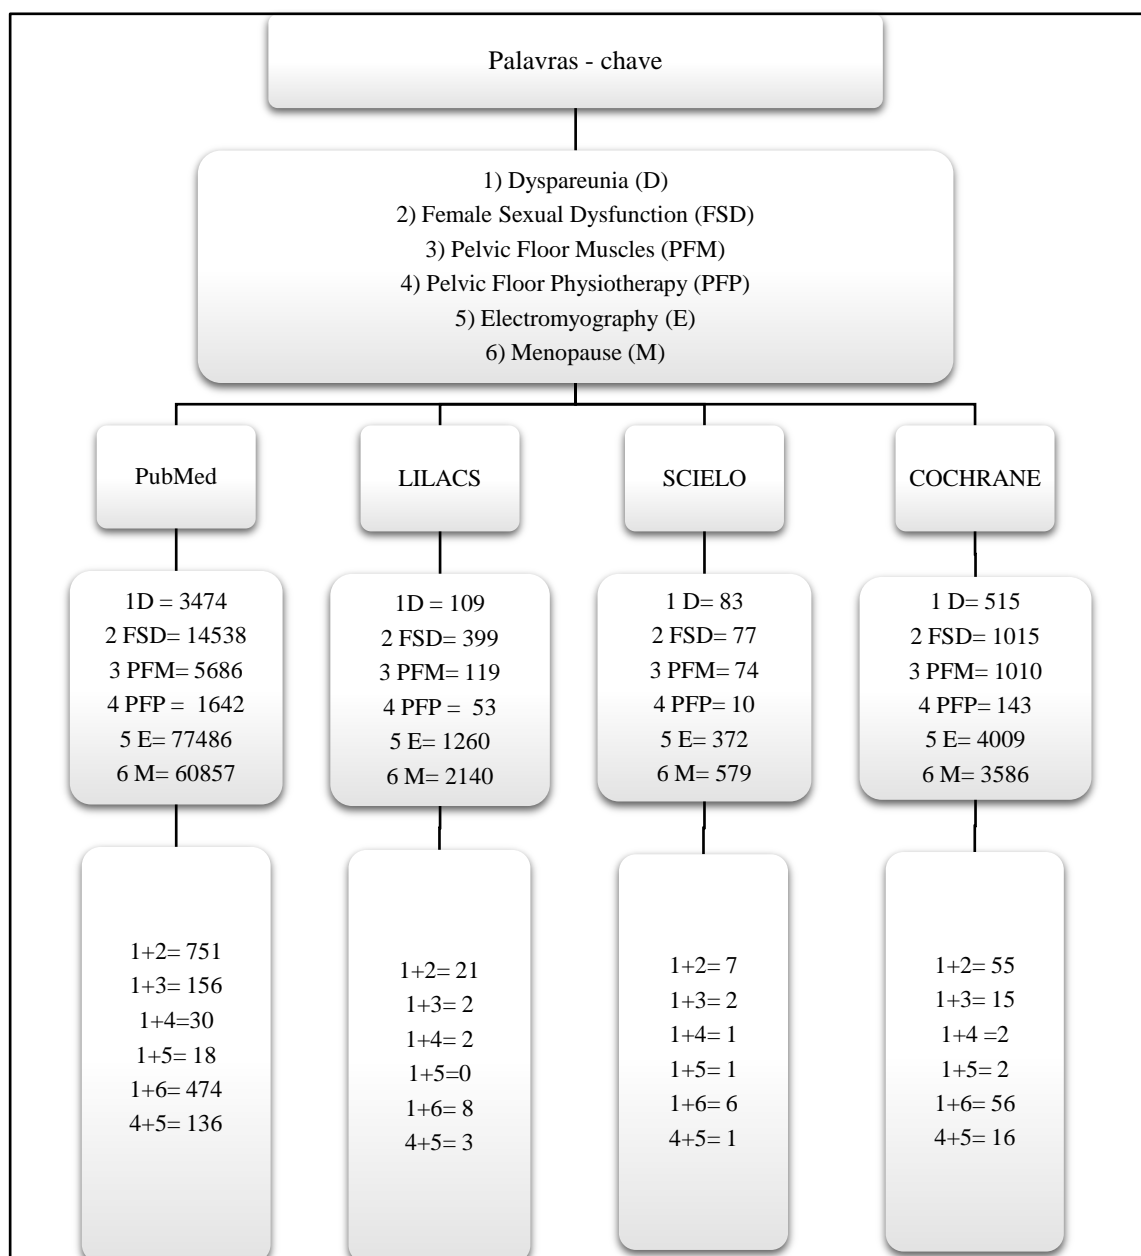 Palavras - chave
1) Dyspareunia (D)
2) Female Sexual Dysfunction (FSD)
3) Pelvic Floor Muscles (PFM)
4) Pelvic Floor Physiotherapy (PFP)
5) Electromyography (E)
6) Menopause (M)
PubMed
LILACS
SCIELO
COCHRANE
1D = 3474
2 FSD= 14538
3 PFM= 5686
4 PFP =  1642
5 E= 77486
6 M= 60857
1D = 109
2 FSD= 399
3 PFM= 119
4 PFP =  53
5 E= 1260
6 M= 2140
1 D= 83
2 FSD= 77
3 PFM= 74
4 PFP= 10
5 E= 372
6 M= 579
1 D= 515
2 FSD= 1015
3 PFM= 1010
4 PFP= 143
5 E= 4009
6 M= 3586
1+2= 751
1+3= 156
1+4=30
1+5= 18
1+6= 474
4+5= 136
1+2= 21
1+3= 2
1+4= 2
1+5=0
1+6= 8
4+5= 3
1+2= 7
1+3= 2
1+4= 1
1+5= 1
1+6= 6
4+5= 1
1+2= 55
1+3= 15
1+4 =2
1+5= 2
1+6= 56
4+5= 16